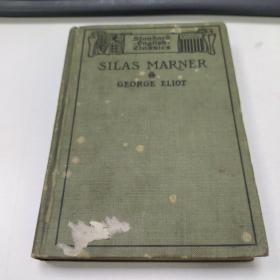 Standard
English
Classics
SILAS MARNER
GEORGE ELIOT